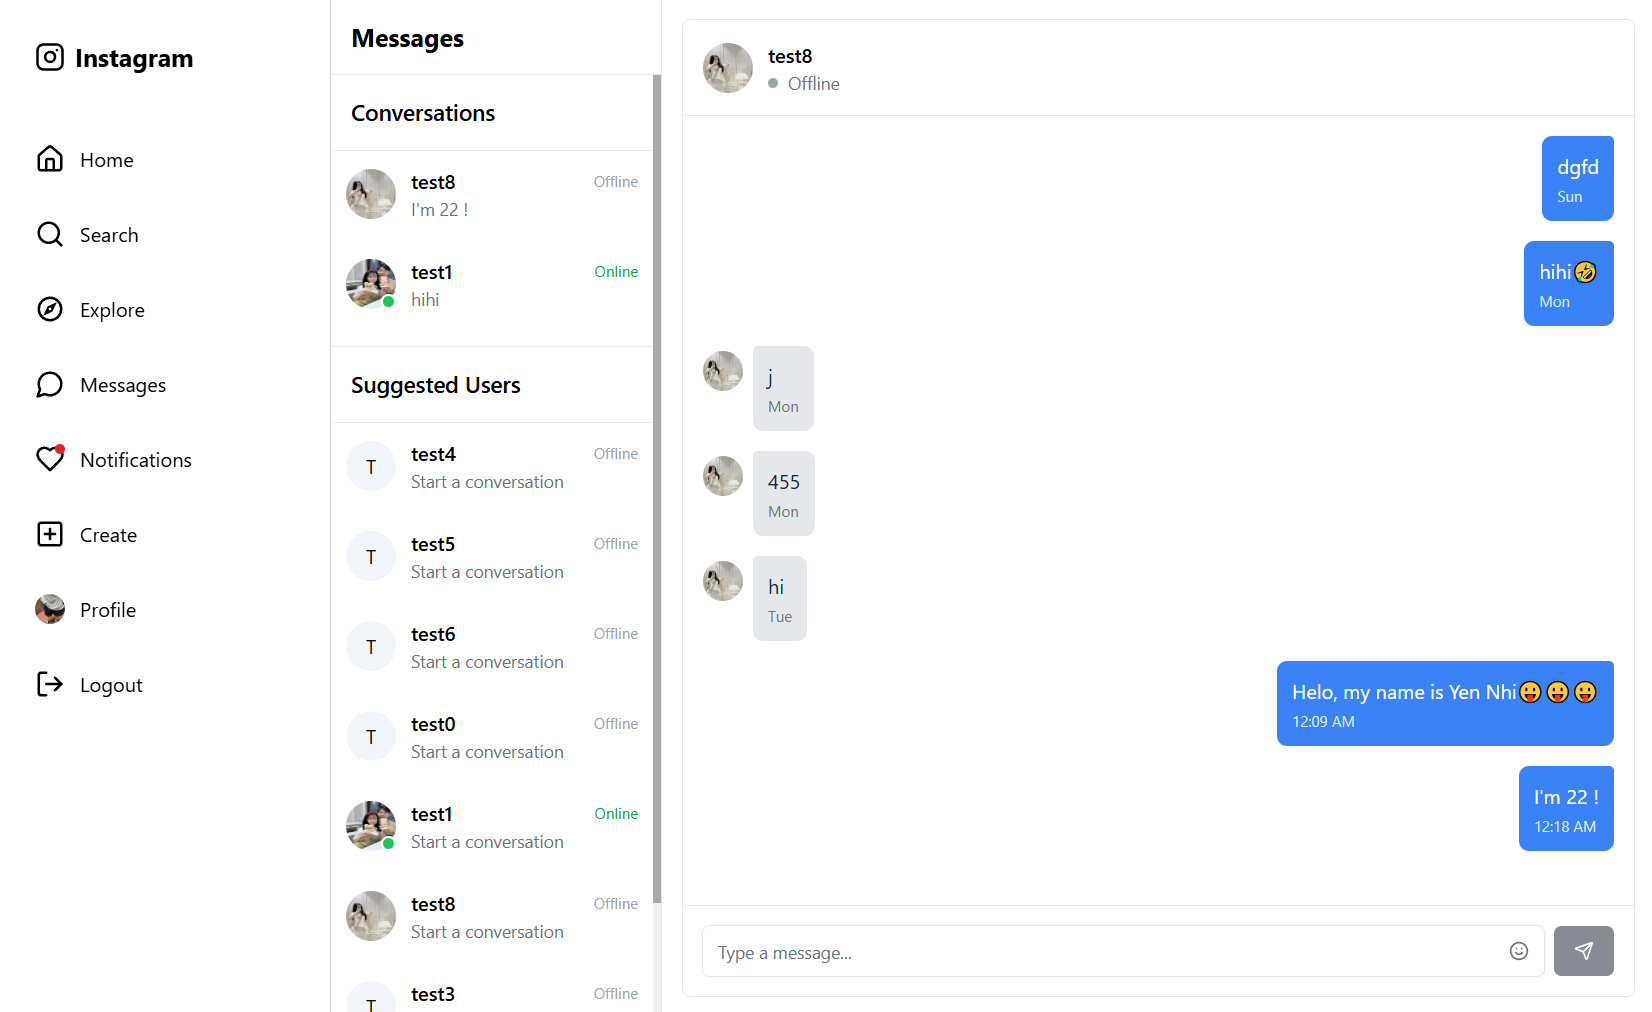 Instagram
Home
Search
Explore
Messages
Notifications
Create
Profile
Logout
Messages
Conversations
test8
Offline
I'm 22 !
test1
Online
hihi
Suggested Users
T
test4
Offline
Start a conversation
T
test5
Offline
Start a conversation
T
test6
Offline
Start a conversation
T
test0
Offline
Start a conversation
test1
Online
Start a conversation
test8
Offline
Start a conversation
T
test3
Offline
test8
Offline
dgfd
Sun
hihi🤣
Mon
j
Mon
455
Mon
hi
Tue
Helo, my name is Yen Nhi😛😛😛
12:09 AM
I'm 22 !
12:18 AM
Type a message...